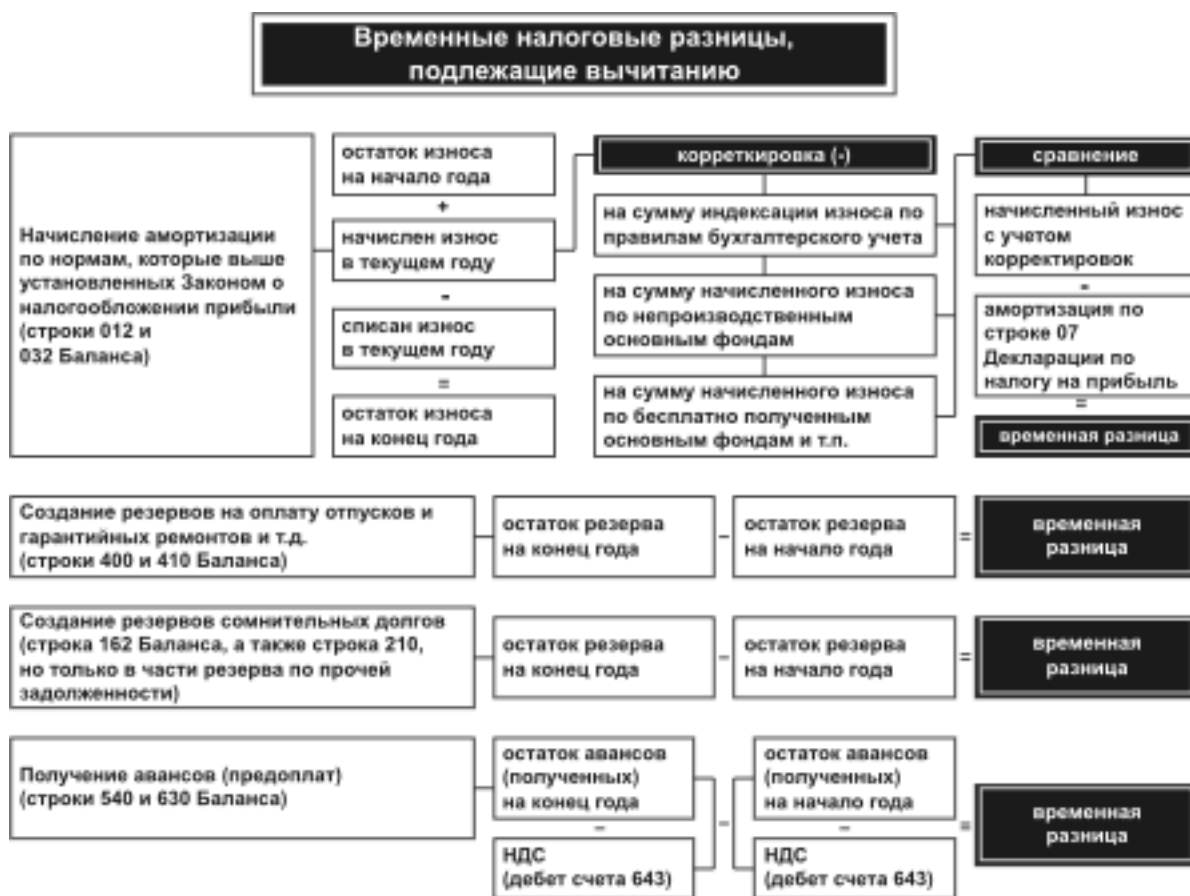 Временные налоговые разницы,
подлежащие вычитанию
Начисление амортизации
по нормам, которые выше
установленных Законом о
налогообложении прибыли
(строки 012 и
032 Баланса)
остаток износа
на начало года
+
начислен износ
в текущем году
-
списан износ
в текущем году
=
остаток износа
на конец года
корреткировка (-)
на сумму индексации износа по
правилам бухгалтерского учета
на сумму начисленного износа
по непроизводственным
основным фондам
на сумму начисленного износа
по бесплатно полученным
основным фондам и т.п.
сравнение
начисленный износ
с учетом
корректировок
-
амортизация по
строке 07
Декларации по
налогу на прибыль
=
временная разница
Создание резервов на оплату отпусков и
гарантийных ремонтов и т.д.
(строки 400 и 410 Баланса)
остаток резерва
на конец года
–
остаток резерва
на начало года
=
временная
разница
Создание резервов сомнительных долгов
(строка 162 Баланса, а также строка 210,
но только в части резерва по прочей
задолженности)
остаток резерва
на конец года
–
остаток резерва
на начало года
=
временная
разница
Получение авансов (предоплат)
(строки 540 и 630 Баланса)
остаток авансов
(полученных)
на конец года
–
НДС
(дебет счета 643)
–
остаток авансов
(полученных)
на начало года
–
НДС
(дебет счета 643)
=
временная
разница